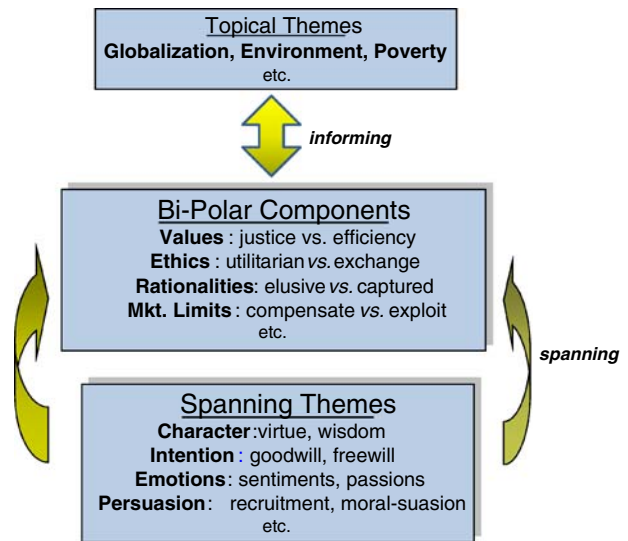 Topical Themes
Globalization, Environment, Poverty
etc.
informing
Bi-Polar Components
Values : justice vs. efficiency
Ethics : utilitarian vs. exchange
Rationalities: elusive vs. captured
Mkt. Limits : compensate vs. exploit
etc.
spanning
Spanning Themes
Character :virtue, wisdom
Intention : goodwill, freewill
Emotions : sentiments, passions
Persuasion : recruitment, moral-suasion
etc.